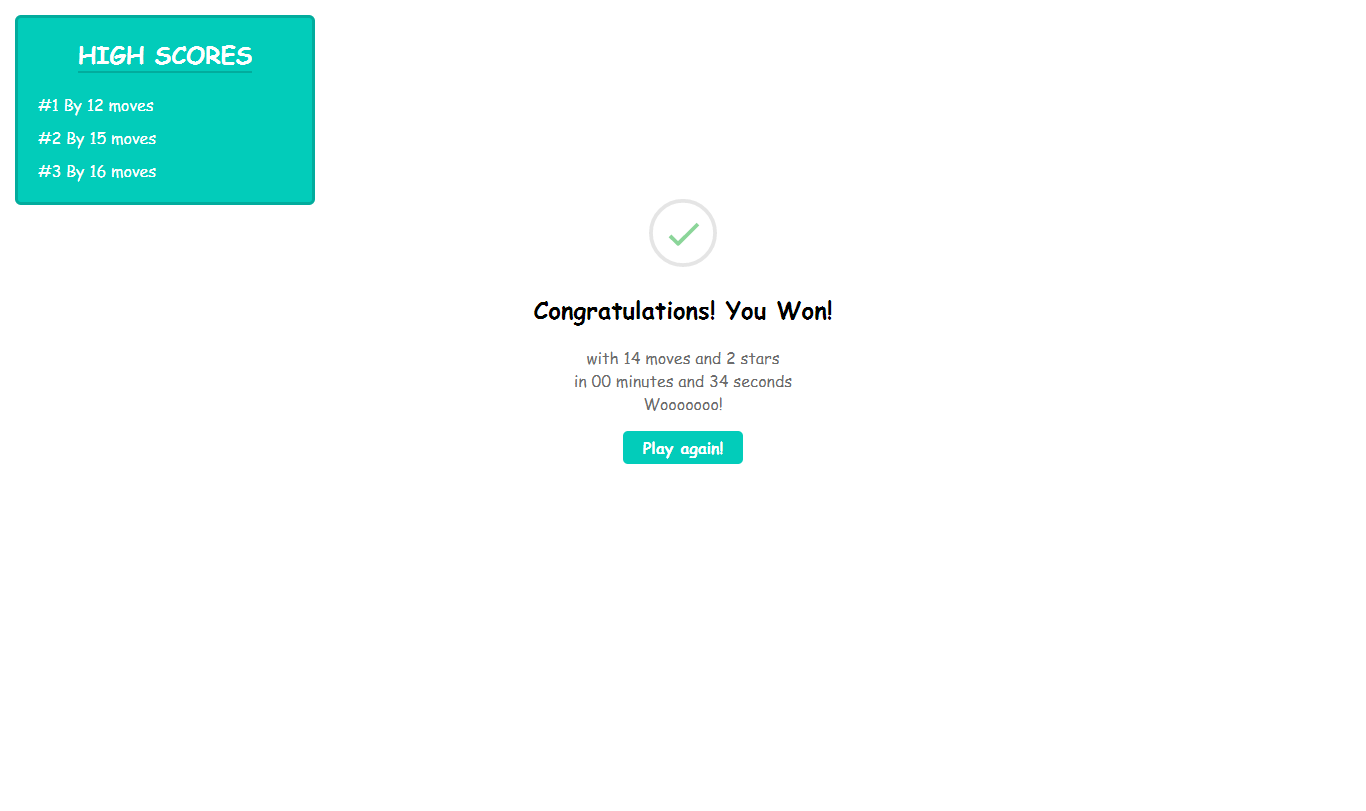 HIGH SCORES
#1 By 12 moves
#2 By 15 moves
#3 By 16 moves
Congratulations! You Won!
with 14 moves and 2 stars
in 00 minutes and 34 seconds
Wooooooo!
Play again!